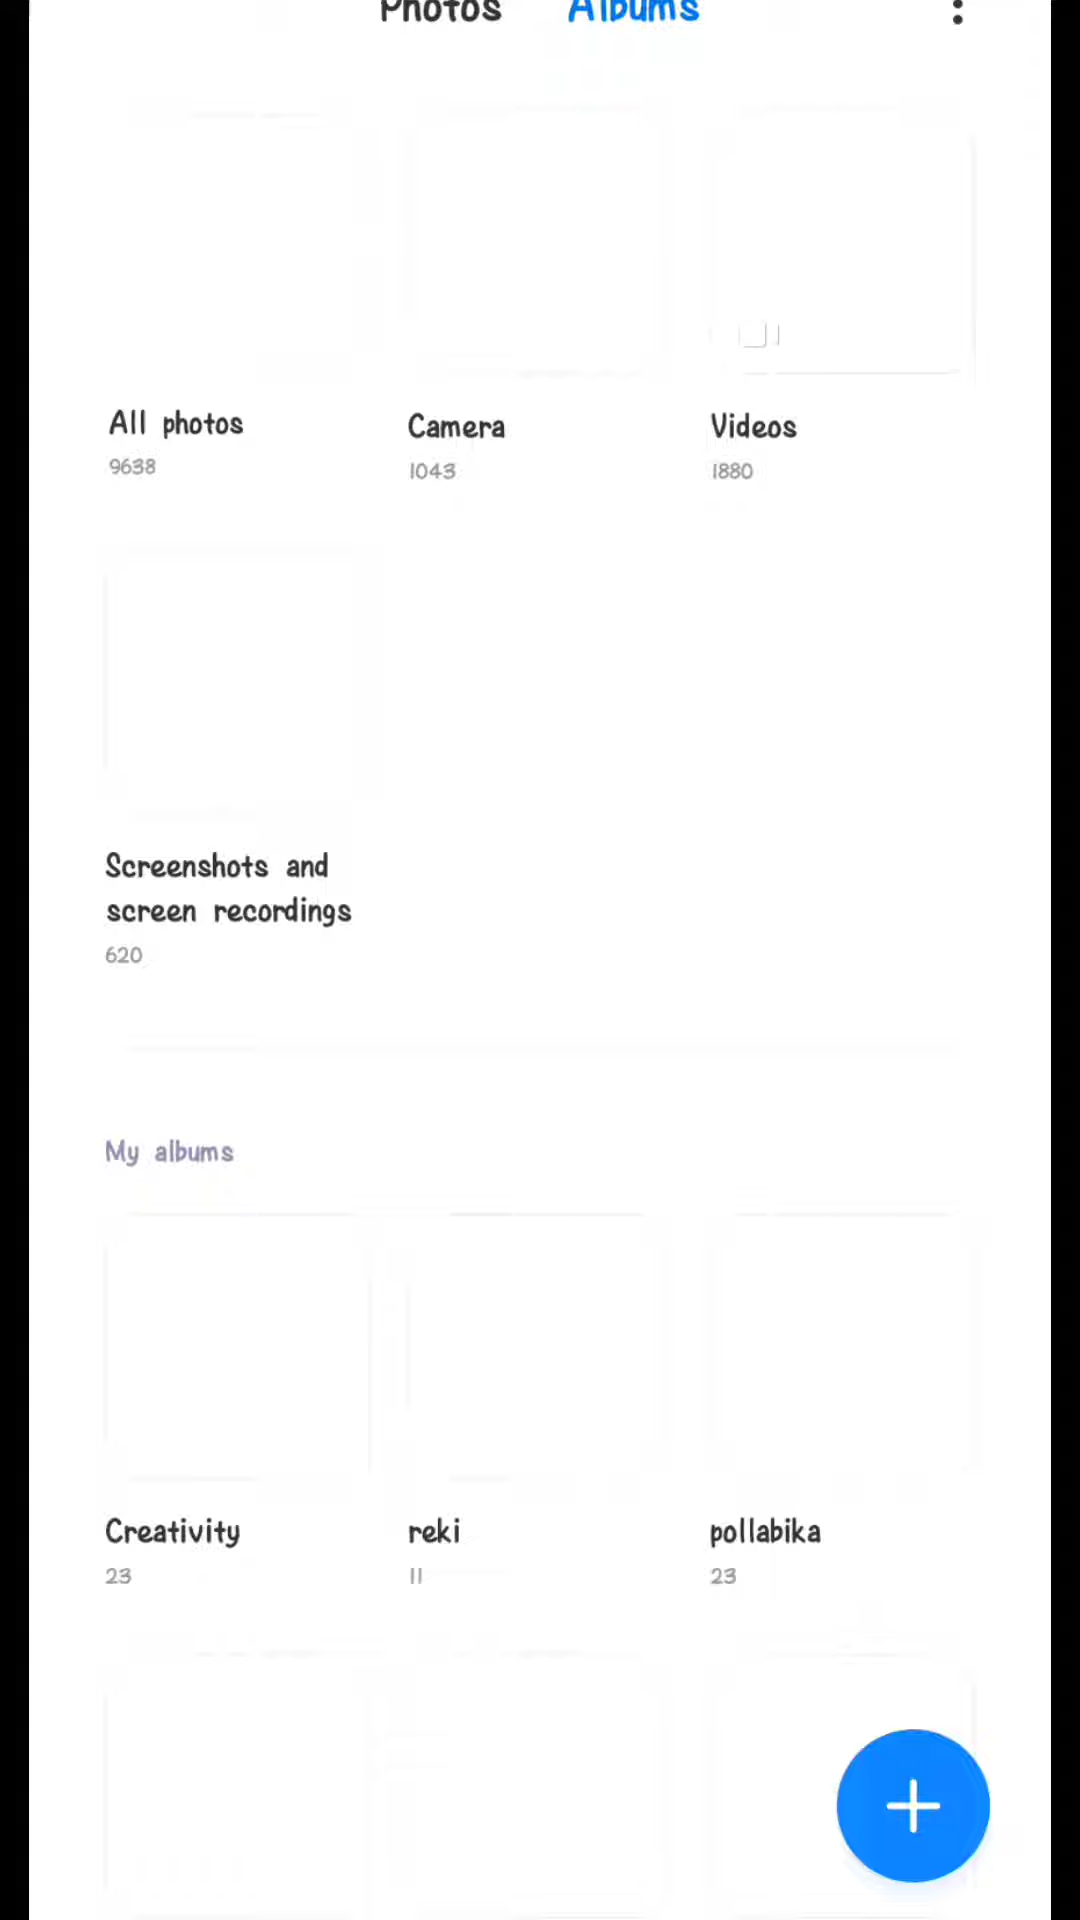 Photos Albums
All photos Camera Videos
9638 1043 1880
Screenshots and
screen recordings
620
My albums
Creativity reki pollabika
23 11 23